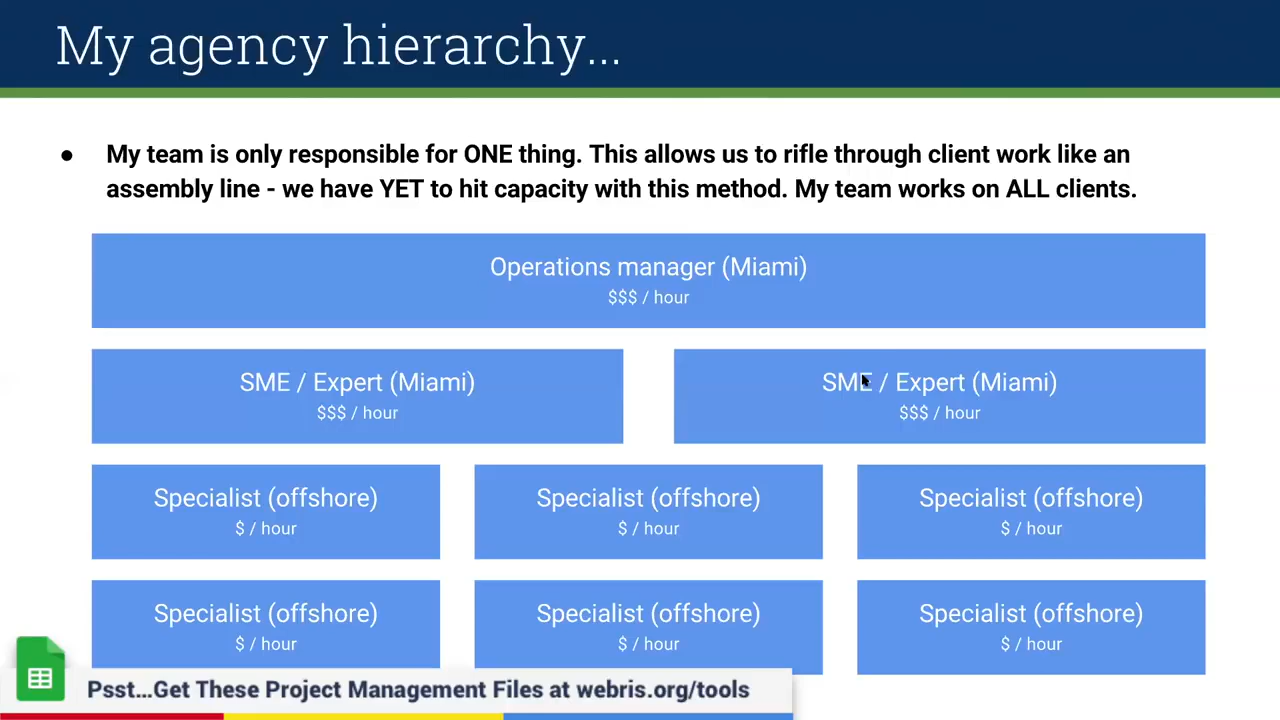 My agency hierarchy...
● My team is only responsible for ONE thing. This allows us to rifle through client work like an
assembly line - we have YET to hit capacity with this method. My team works on ALL clients.
Operations manager (Miami)
$$$ / hour
SME / Expert (Miami)
$$$ / hour
SME / Expert (Miami)
$$$ / hour
Specialist (offshore)
$ / hour
Specialist (offshore)
$ / hour
Specialist (offshore)
$ / hour
Specialist (offshore)
$ / hour
Specialist (offshore)
$ / hour
Specialist (offshore)
$ / hour
Psst...Get These Project Management Files at webris.org/tools